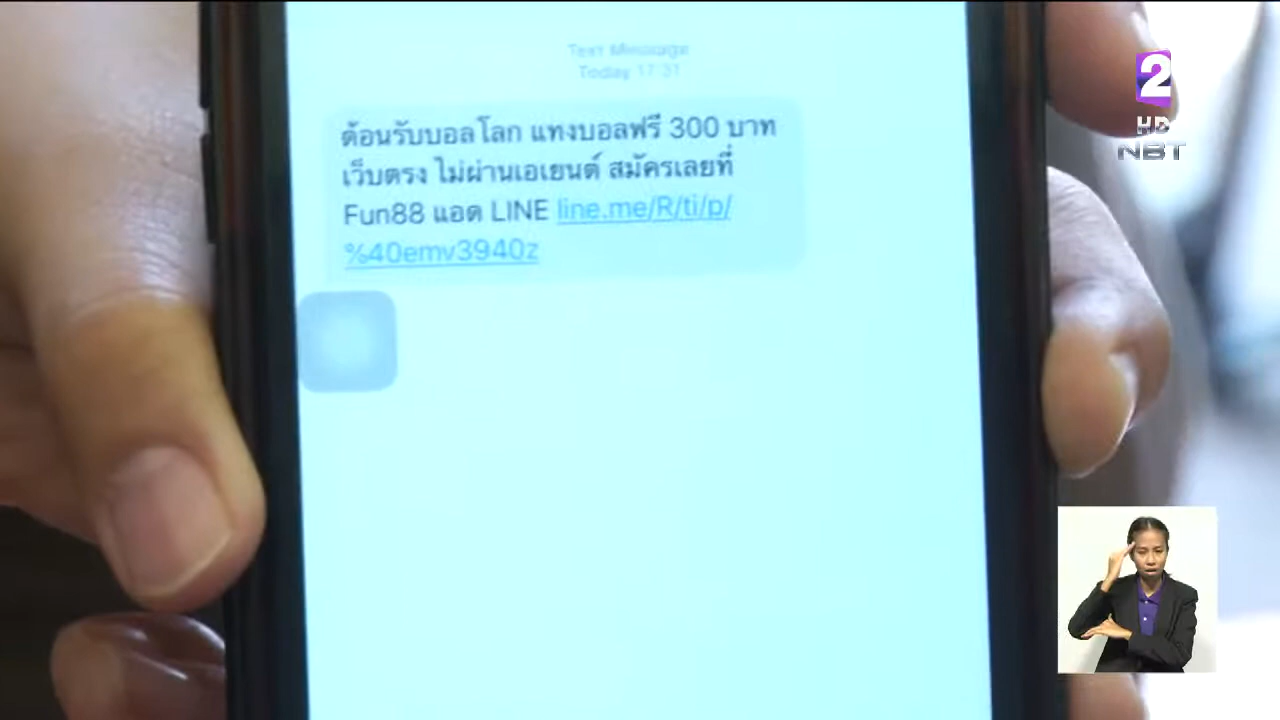 Text Message
Today 17:31
ต้อนรับบอลโลก แทงบอลฟรี 300 บาท
เว็บตรง ไม่ผ่านเอเยนต์ สมัครเลยที่
Fun88 แอด LINE line.me/R/ti/p/
%40emv3940z
2
HD
NBT